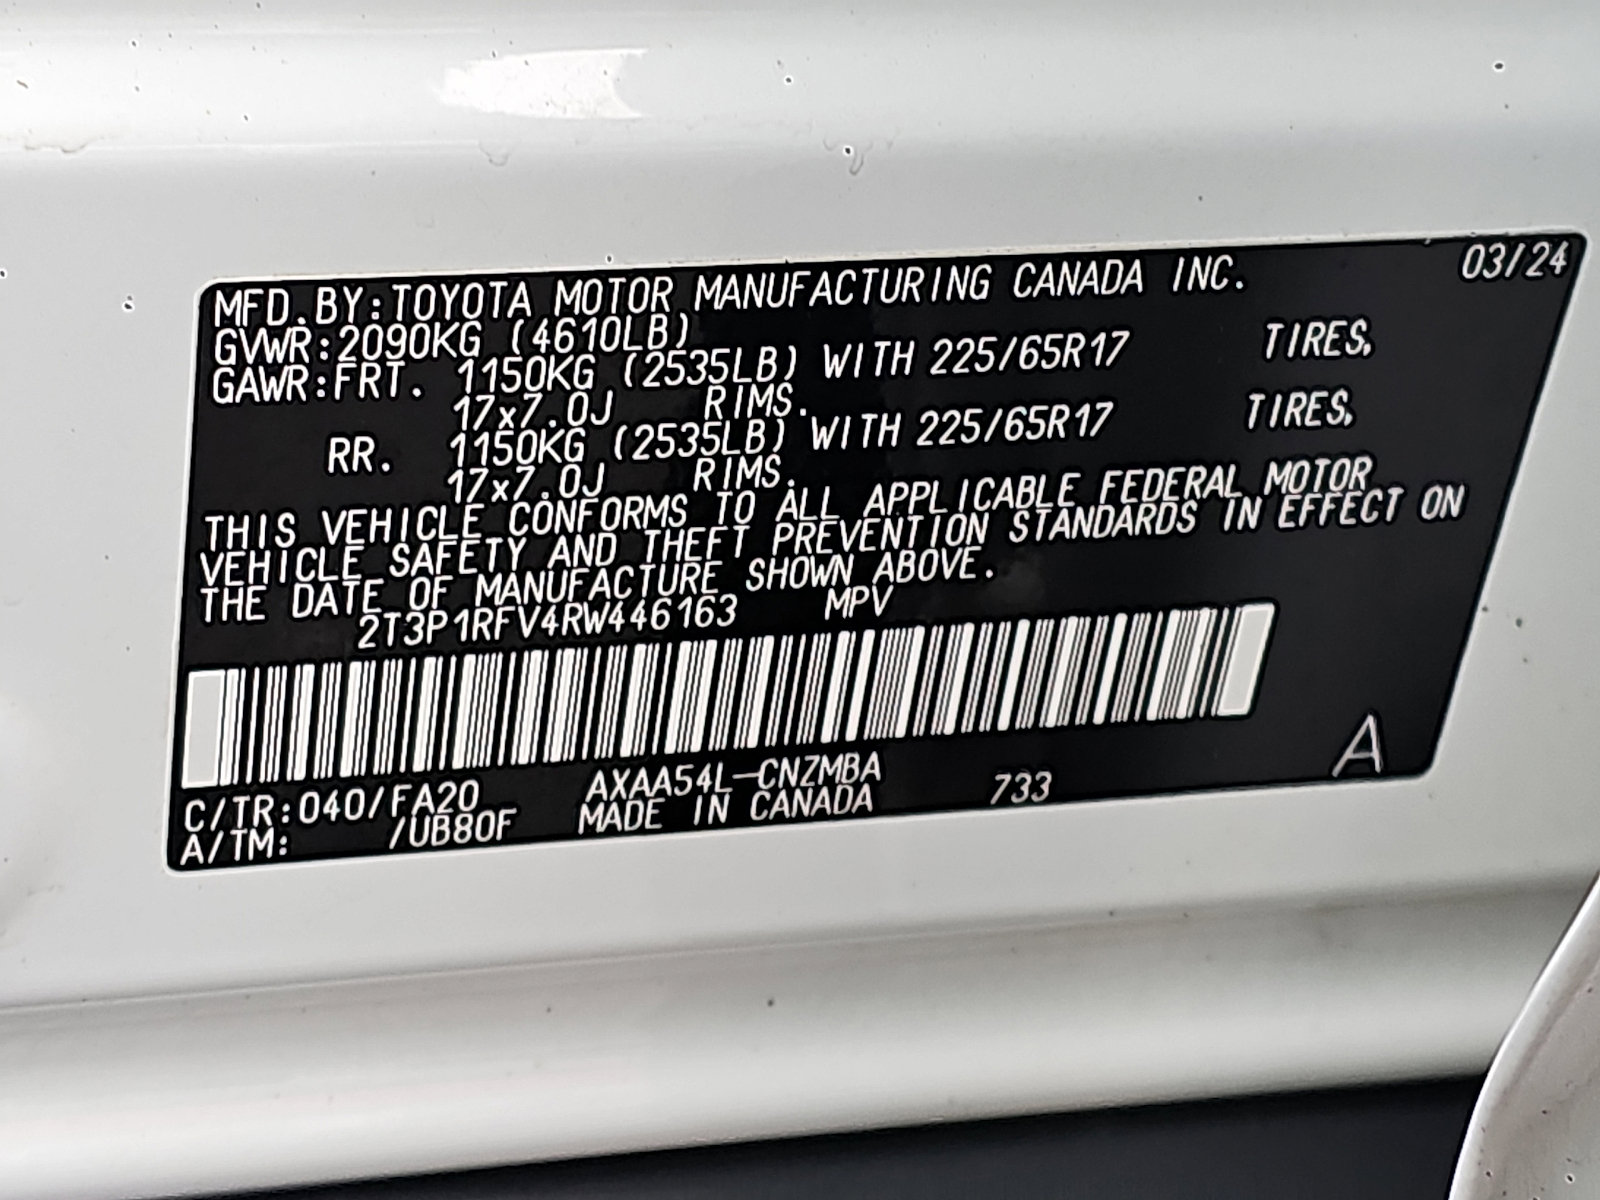 MFD.BY:TOYOTA MOTOR MANUFACTURING CANADA INC. 03/24
GVWR:2090KG (4610LB)
GAWR:FRT. 1150KG (2535LB) WITH 225/65R17 TIRES,
17x7.0J RIMS.
RR. 1150KG (2535LB) WITH 225/65R17 TIRES,
17x7.0J RIMS.
THIS VEHICLE CONFORMS TO ALL APPLICABLE FEDERAL MOTOR
VEHICLE SAFETY AND THEFT PREVENTION STANDARDS IN EFFECT ON
THE DATE OF MANUFACTURE SHOWN ABOVE.
2T3P1RFV4RW446163 MPV
C/TR:040/FA20 AXAA54L-CNZMBA 733 A
A/TM: /UB80F MADE IN CANADA